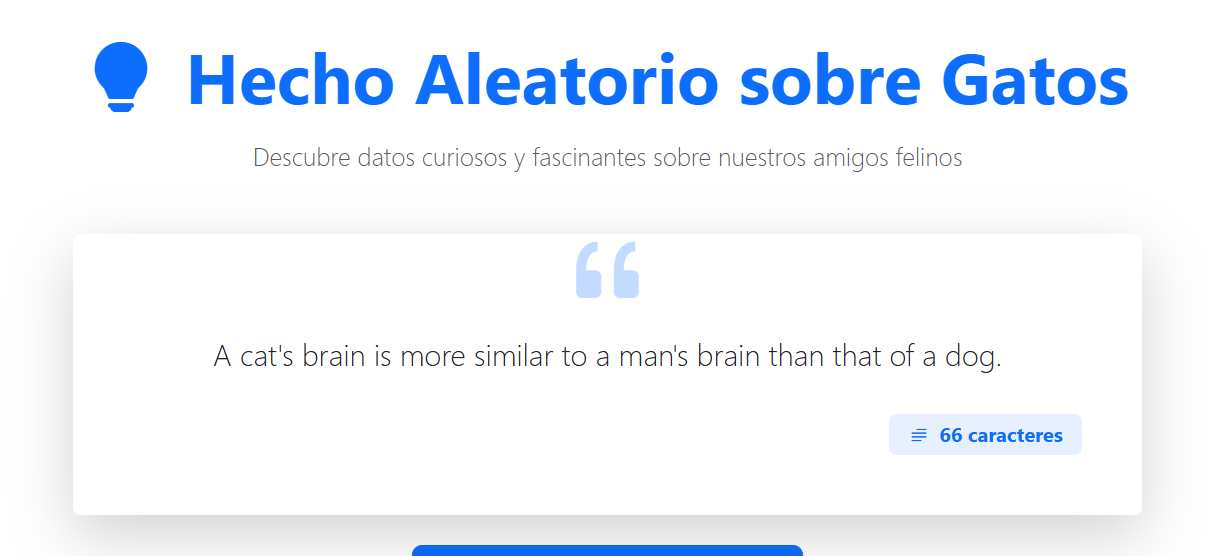 Hecho Aleatorio sobre Gatos
Descubre datos curiosos y fascinantes sobre nuestros amigos felinos
A cat's brain is more similar to a man's brain than that of a dog.
66 caracteres